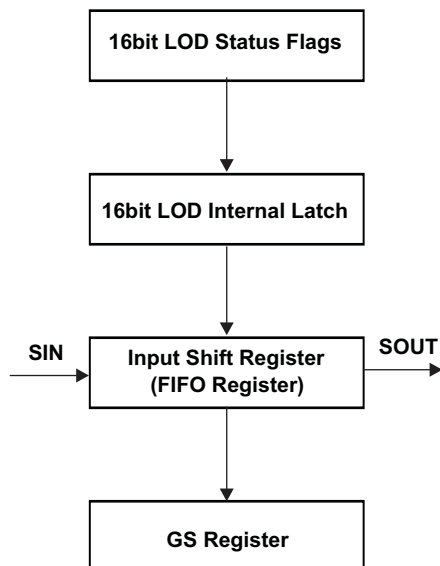 16bit LOD Status Flags
16bit LOD Internal Latch
SIN
Input Shift Register
(FIFO Register)
SOUT
GS Register